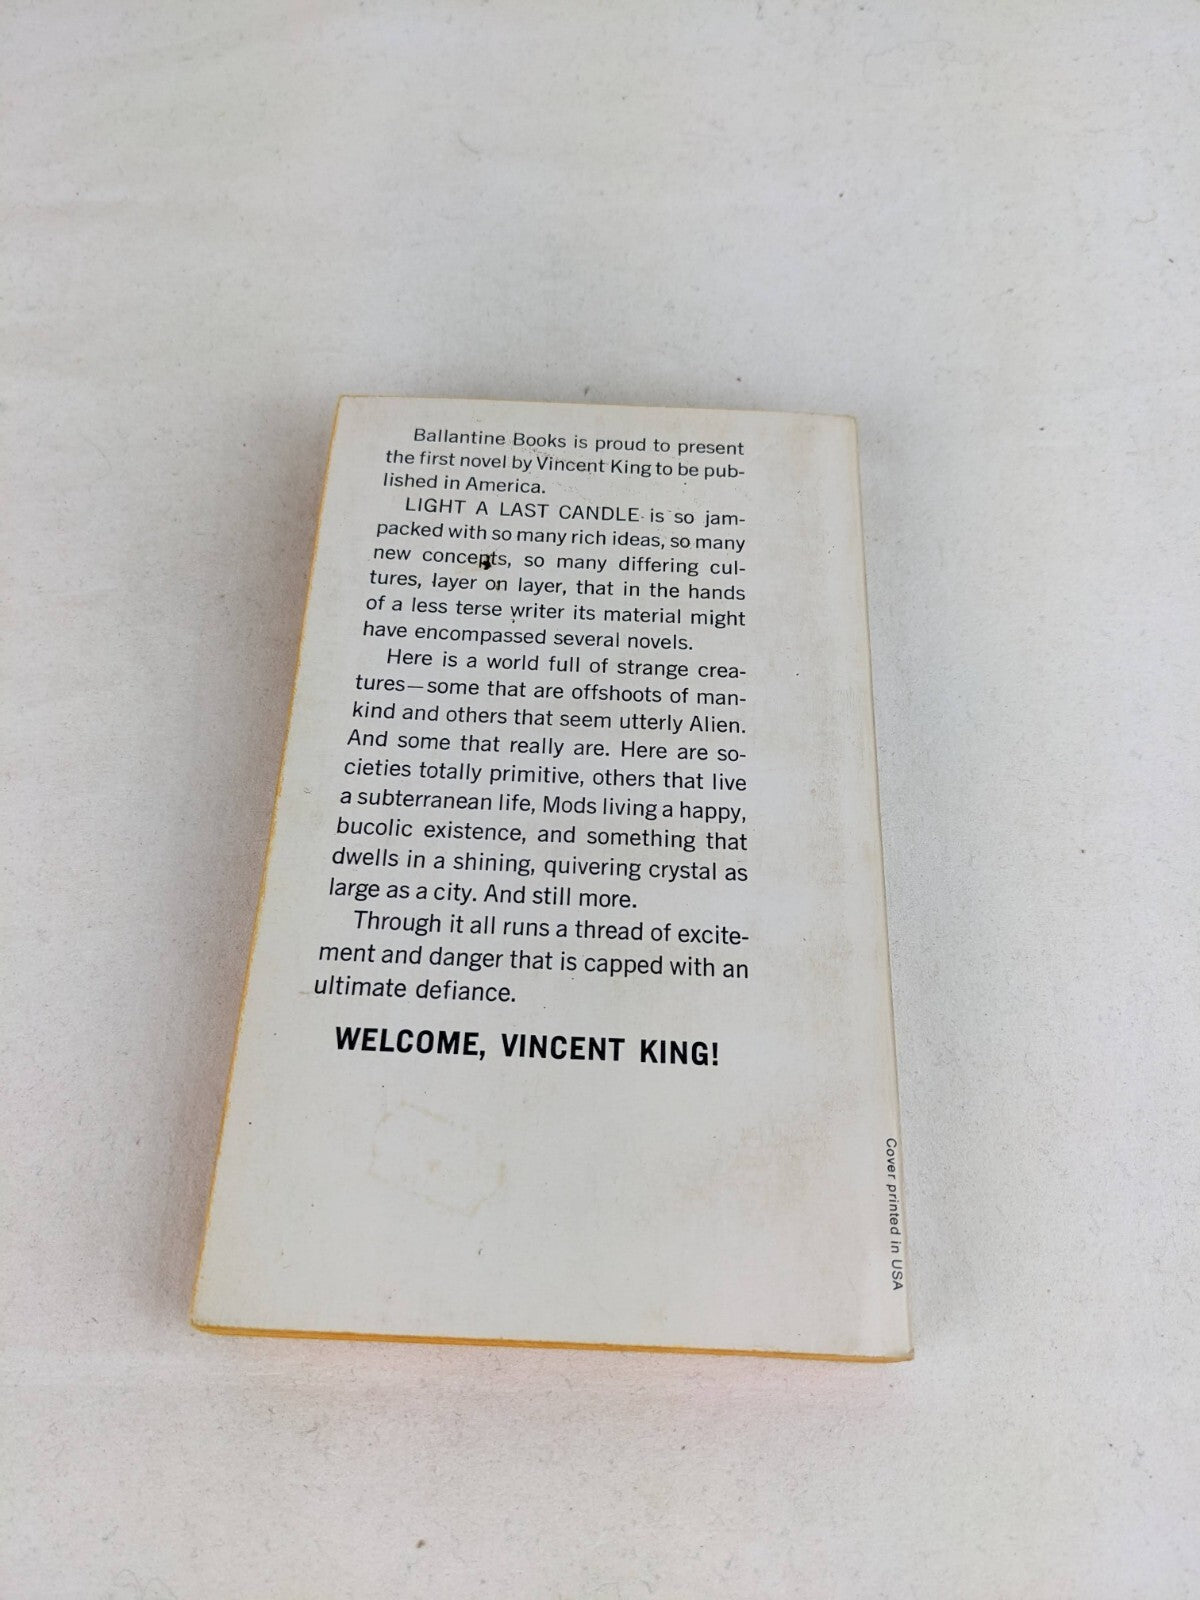 Ballantine Books is proud to present
the first novel by Vincent King to be pub-
lished in America.
LIGHT A LAST CANDLE is so jam-
packed with so many rich ideas, so many
new concepts, so many differing cul-
tures, layer on layer, that in the hands
of a less terse writer its material might
have encompassed several novels.
Here is a world full of strange crea-
tures—some that are offshoots of man-
kind and others that seem utterly Alien.
And some that really are. Here are so-
cieties totally primitive, others that live
a subterranean life, Mods living a happy,
bucolic existence, and something that
dwells in a shining, quivering crystal as
large as a city. And still more.
Through it all runs a thread of excite-
ment and danger that is capped with an
ultimate defiance.
WELCOME, VINCENT KING!
Cover printed in USA